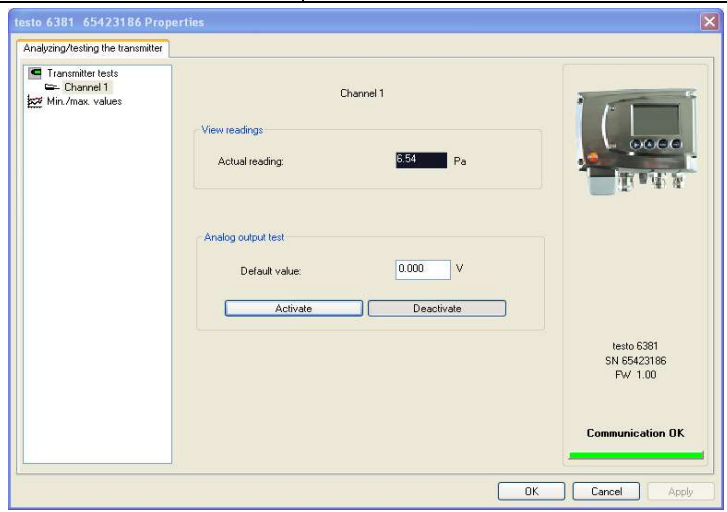 testo 6381 65423186 Properties
Analyzing/testing the transmitter
Transmitter tests
Channel 1
Min./max. values
Channel 1
View readings
Actual reading: 6.54 Pa
Analog output test
Default value: 0.000 V
Activate Deactivate
testo 6381
SN 65423186
FW 1.00
Communication OK
OK Cancel Apply